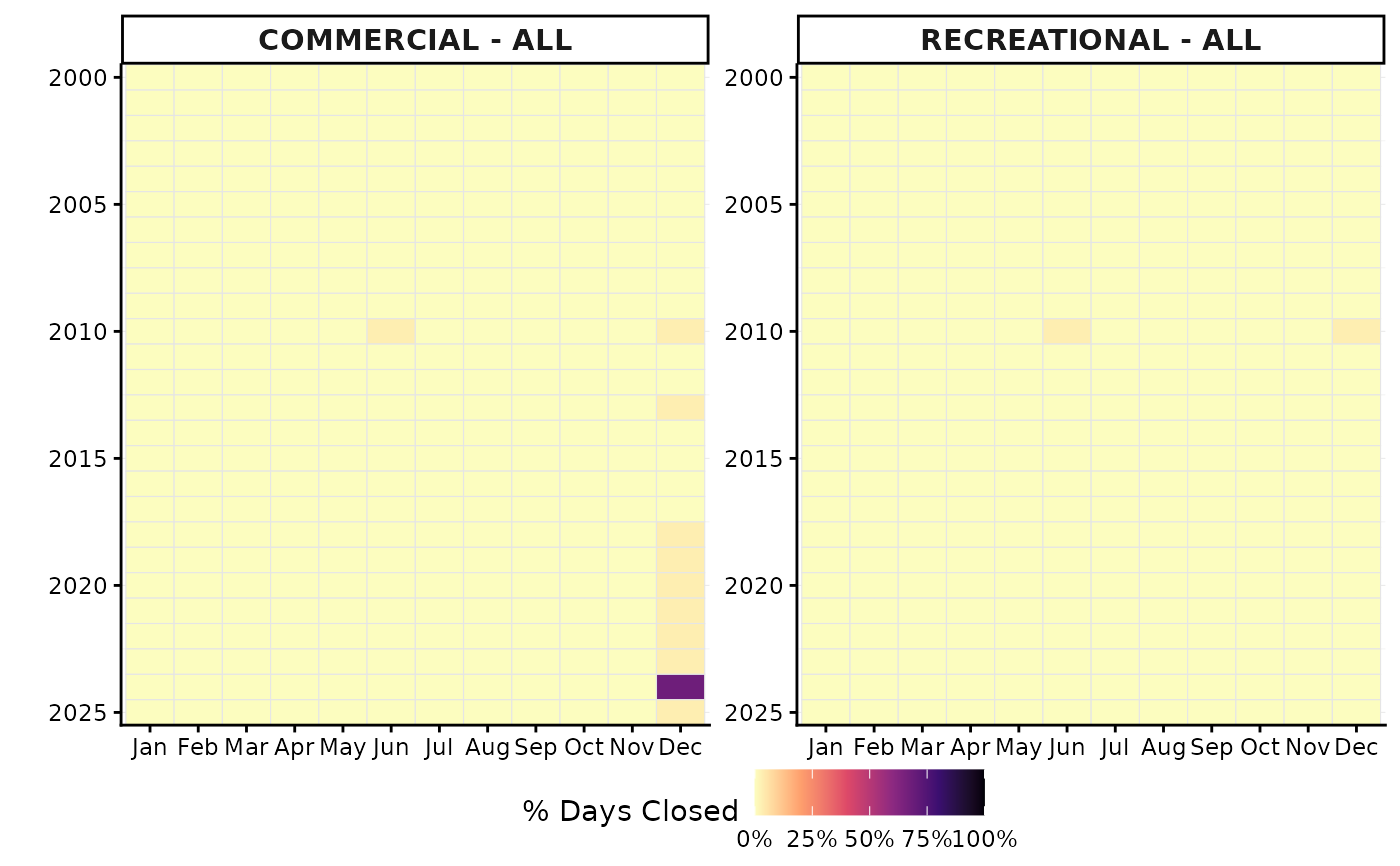 COMMERCIAL - ALL
RECREATIONAL - ALL
2000
2005
2010
2015
2020
2025
Jan Feb Mar Apr May Jun Jul Aug Sep Oct Nov Dec
2000
2005
2010
2015
2020
2025
Jan Feb Mar Apr May Jun Jul Aug Sep Oct Nov Dec
% Days Closed
0% 25% 50% 75% 100%